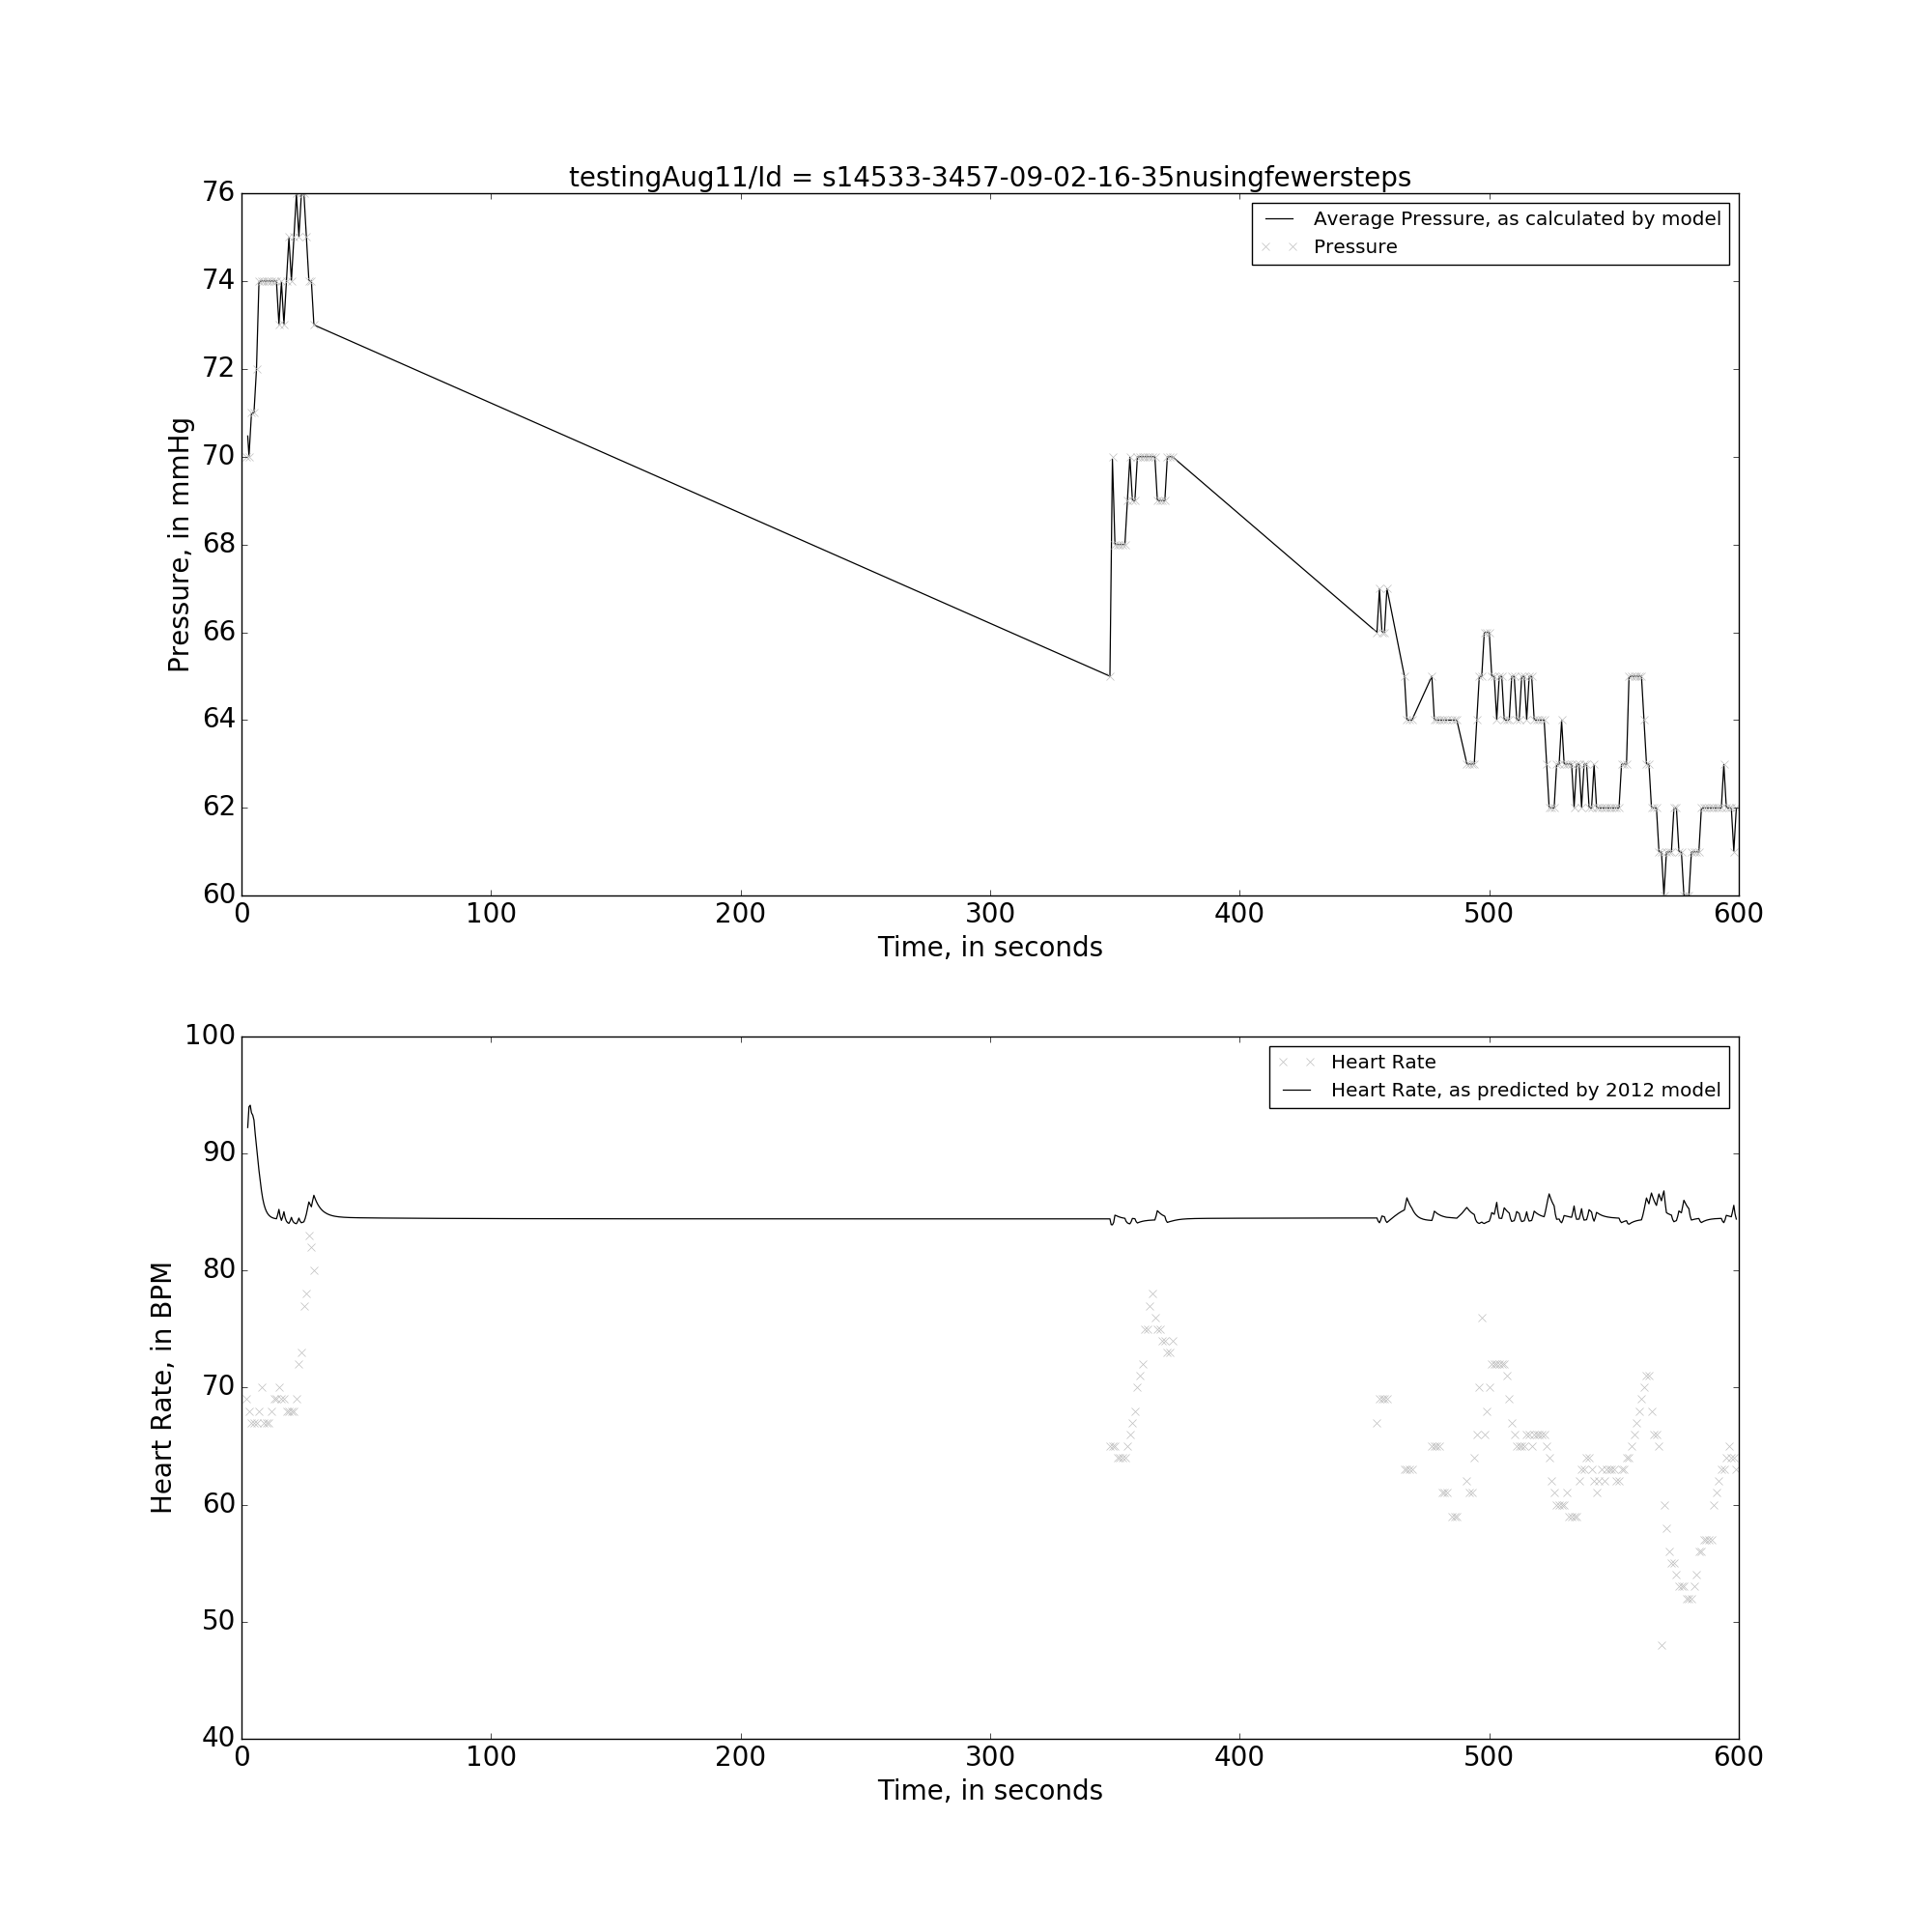 testingAug11/Id = s14533-3457-09-02-16-35nusingfewersteps
Average Pressure, as calculated by model
Pressure
Pressure, in mmHg
76
74
72
70
68
66
64
62
60
0 100 200 300 400 500 600
Time, in seconds
Heart Rate
Heart Rate, as predicted by 2012 model
Heart Rate, in BPM
100
90
80
70
60
50
40
0 100 200 300 400 500 600
Time, in seconds